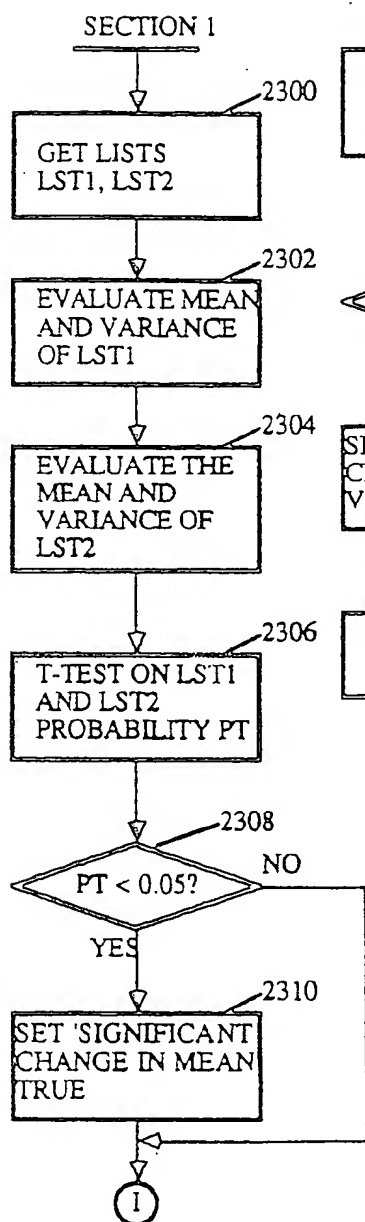 SECTION 1
2300
GET LISTS
LST1, LST2
2302
EVALUATE MEAN
AND VARIANCE
OF LST1
2304
EVALUATE THE
MEAN AND
VARIANCE OF
LST2
2306
T-TEST ON LST1
AND LST2
PROBABILITY PT
2308
PT < 0.05?
NO
YES
2310
SET 'SIGNIFICANT
CHANGE IN MEAN
TRUE
I